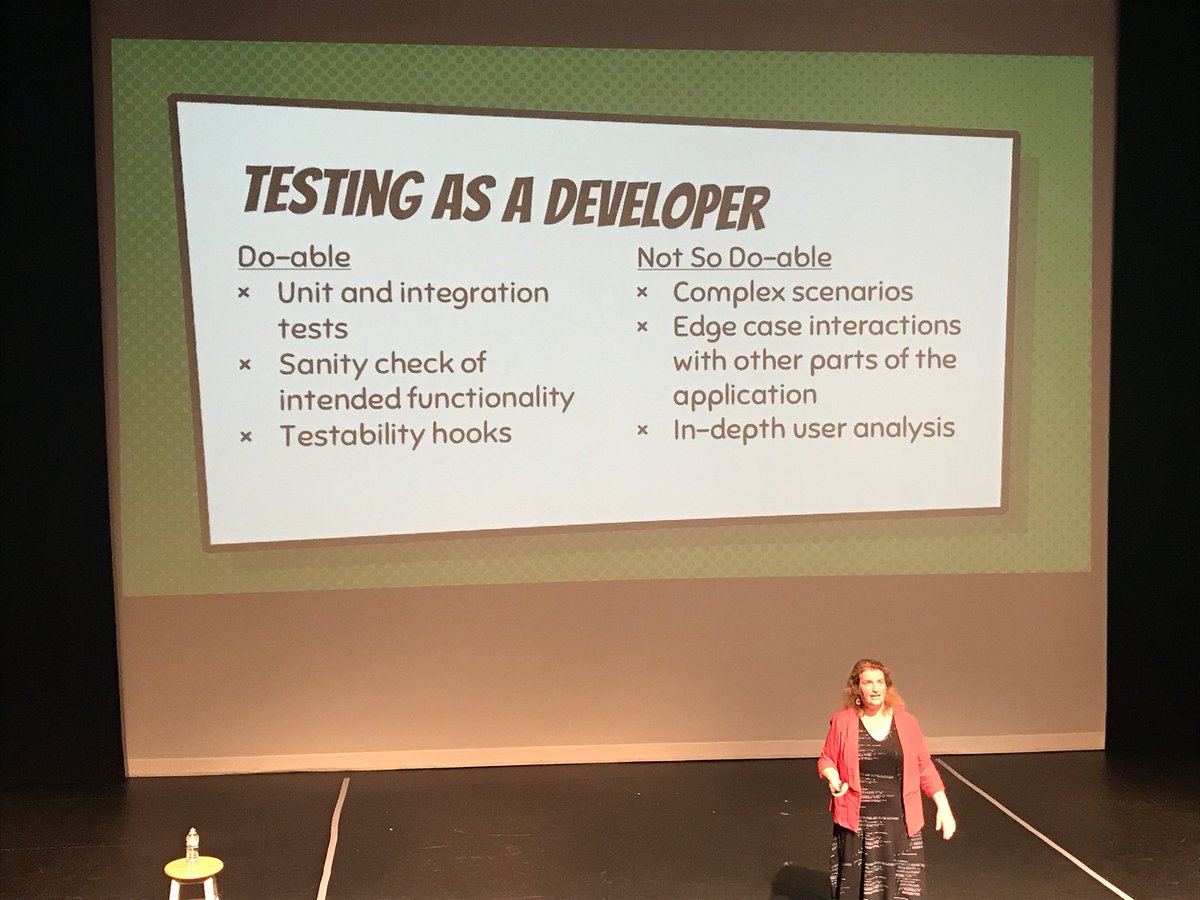 TESTING AS A DEVELOPER
Do-able
× Unit and integration
tests
× Sanity check of
intended functionality
× Testability hooks
Not So Do-able
× Complex scenarios
× Edge case interactions
with other parts of the
application
× In-depth user analysis